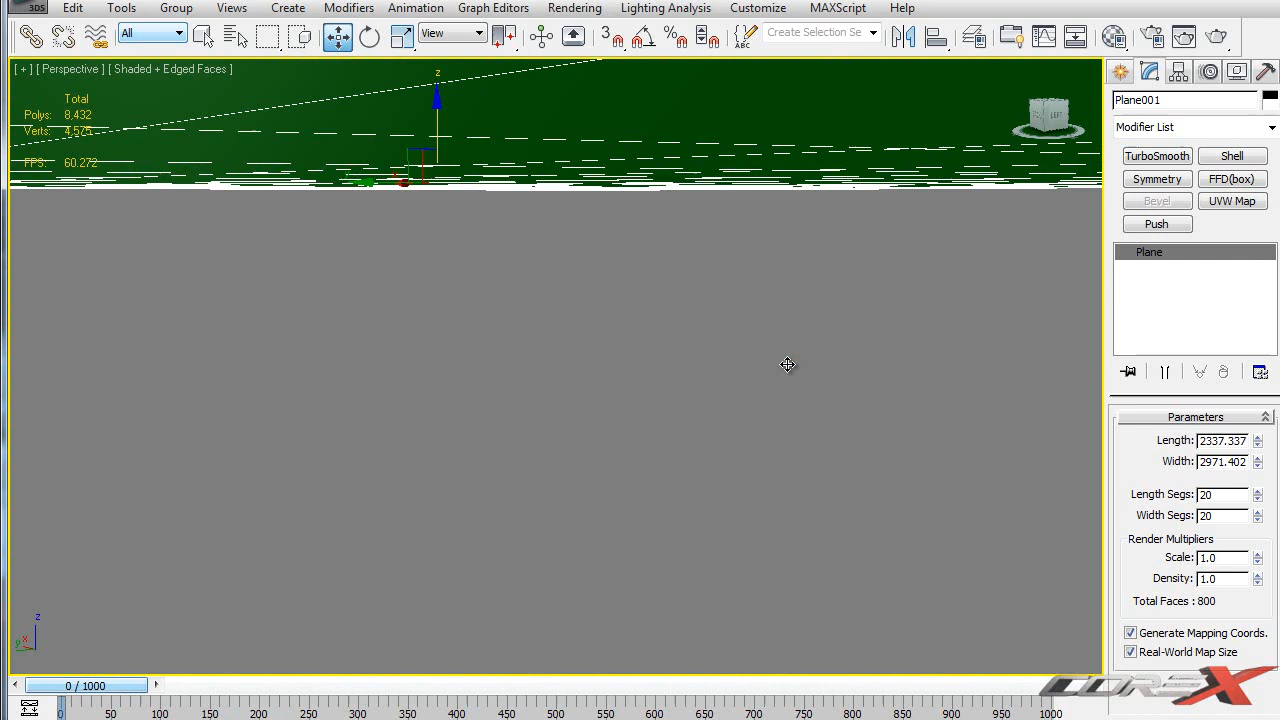 3DS Edit Tools Group Views Create Modifiers Animation Graph Editors Rendering Lighting Analysis Customize MAXScript Help
All View 3 ABC Create Selection Se
[ + ] [ Perspective ] [ Shaded + Edged Faces ]
Total
Polys: 8.432
Verts: 4.575
FPS: 60.272
z
LEFT
Plane001
Modifier List
TurboSmooth Shell
Symmetry FFD(box)
Bevel UVW Map
Push
Plane
Parameters
Length: 2337.337
Width: 2971.402
Length Segs: 20
Width Segs: 20
Render Multipliers
Scale: 1.0
Density: 1.0
Total Faces : 800
Generate Mapping Coords.
Real-World Map Size
z
x
y
0 / 1000
COREX
0 50 100 150 200 250 300 350 400 450 500 550 600 650 700 750 800 850 900 950 1000